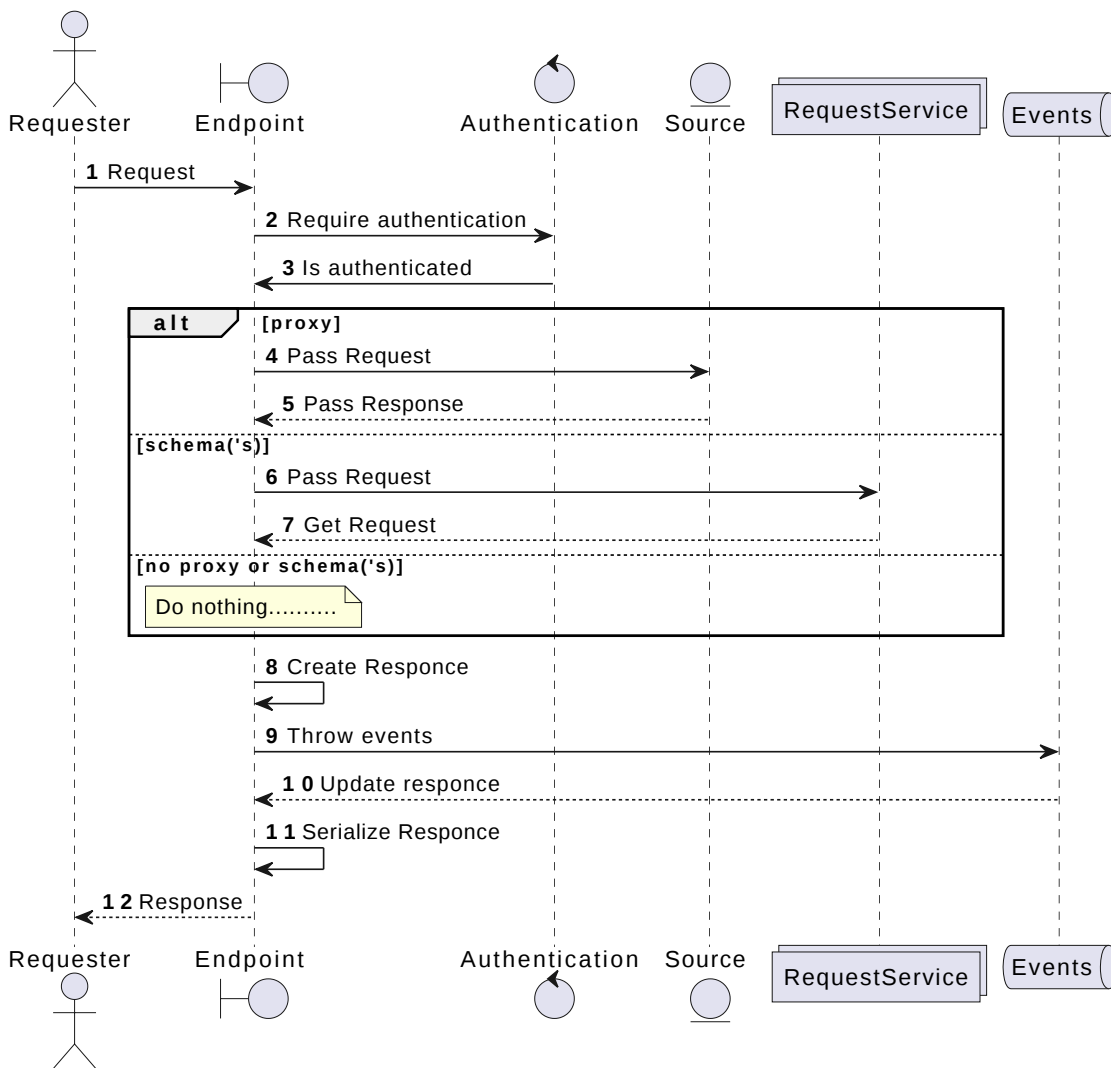 Requester Endpoint Authentication Source RequestService Events
1 Request
2 Require authentication
3 Is authenticated
alt [proxy]
4 Pass Request
5 Pass Response
[schema('s)]
6 Pass Request
7 Get Request
[no proxy or schema('s)]
Do nothing..........
8 Create Responce
9 Throw events
10 Update responce
11 Serialize Responce
12 Response
Requester Endpoint Authentication Source RequestService Events